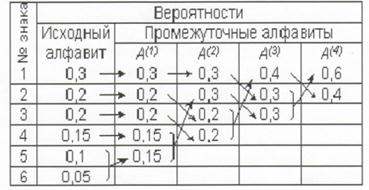 № знака Вероятности
Исходный алфавит Промежуточные алфавиты
А(1) А(2) А(3) А(4)
1 0,3 0,3 0,3 0,4 0,6
2 0,2 0,2 0,3 0,3 0,4
3 0,2 0,2 0,2 0,3
4 0,15 0,15 0,2
5 0,1 0,15
6 0,05